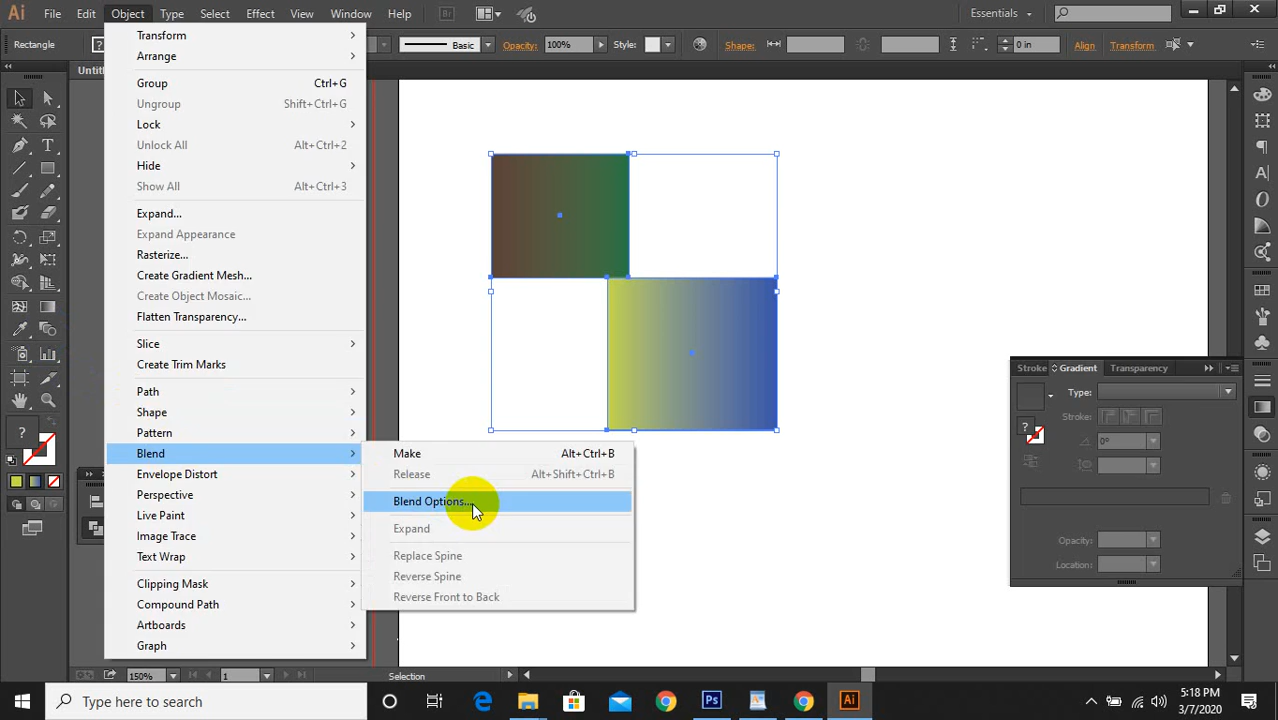 Ai File Object Type Select Effect View Window Help Br Essentials
Rectangle ? Basic Opacity: 100% Style: Shape: 0 in Align Transform
Untit
Transform
Arrange
Group Ctrl+G
Ungroup Shift+Ctrl+G
Lock
Unlock All Alt+Ctrl+2
Hide
Show All Alt+Ctrl+3
Expand...
Expand Appearance
Rasterize...
Create Gradient Mesh...
Create Object Mosaic...
Flatten Transparency...
Slice
Create Trim Marks
Path
Shape
Pattern
Blend
Envelope Distort
Perspective
Live Paint
Image Trace
Text Wrap
Clipping Mask
Compound Path
Artboards
Graph
Make Alt+Ctrl+B
Release Alt+Shift+Ctrl+B
Blend Options...
Expand
Replace Spine
Reverse Spine
Reverse Front to Back
Stroke Gradient Transparency
Type:
Stroke:
? 0°
Opacity:
Location:
?
150% 1 Selection
Type here to search Ps Ai 5:18 PM
3/7/2020